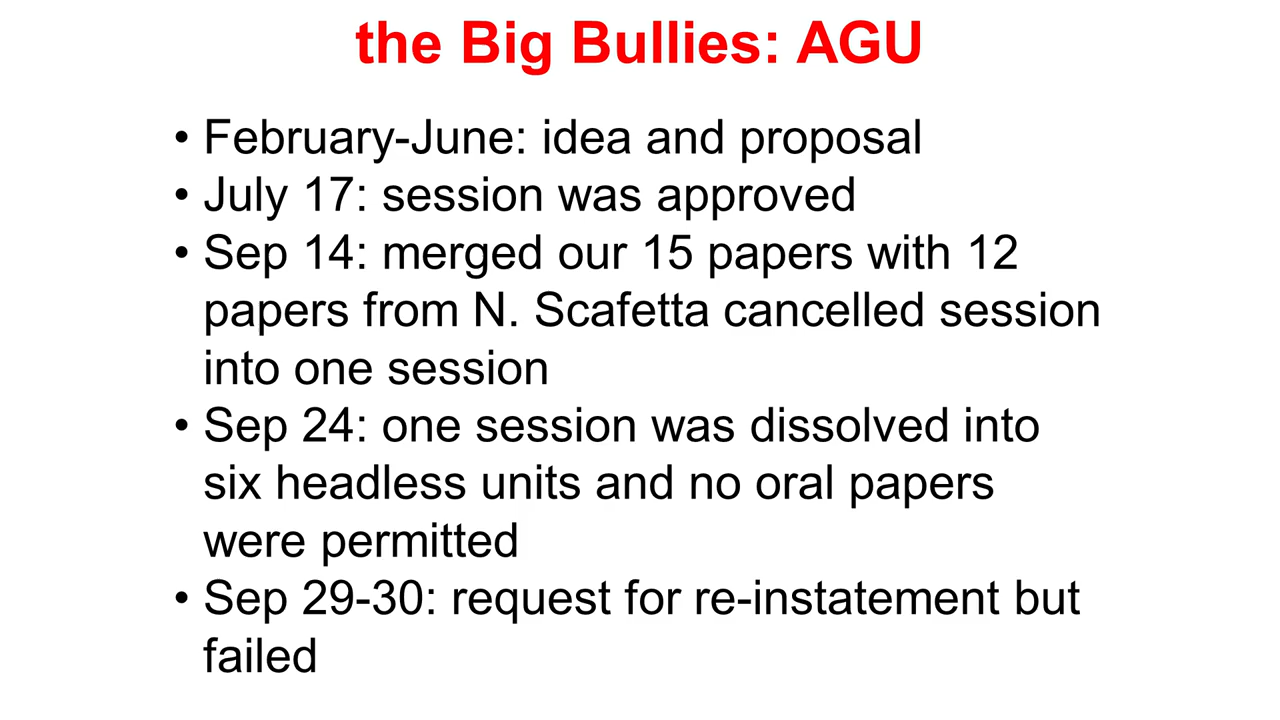 the Big Bullies: AGU
• February-June: idea and proposal
• July 17: session was approved
• Sep 14: merged our 15 papers with 12
papers from N. Scafetta cancelled session
into one session
• Sep 24: one session was dissolved into
six headless units and no oral papers
were permitted
• Sep 29-30: request for re-instatement but
failed